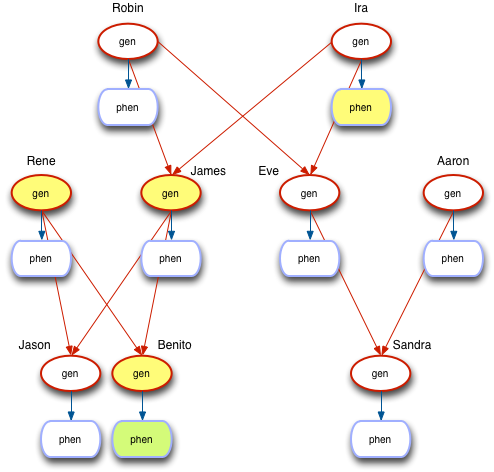 Robin Ira
gen gen
phen phen
Rene James Eve Aaron
gen gen gen gen
phen phen phen phen
Jason Benito Sandra
gen gen gen
phen phen phen